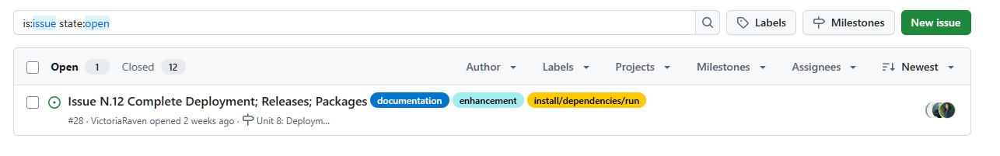 is:issue state:open
Labels
Milestones
New issue
Open 1 Closed 12 Author Labels Projects Milestones Assignees Newest
Issue N.12 Complete Deployment; Releases; Packages documentation enhancement install/dependencies/run
#28 · VictoriaRaven opened 2 weeks ago · Unit 8: Deploym...